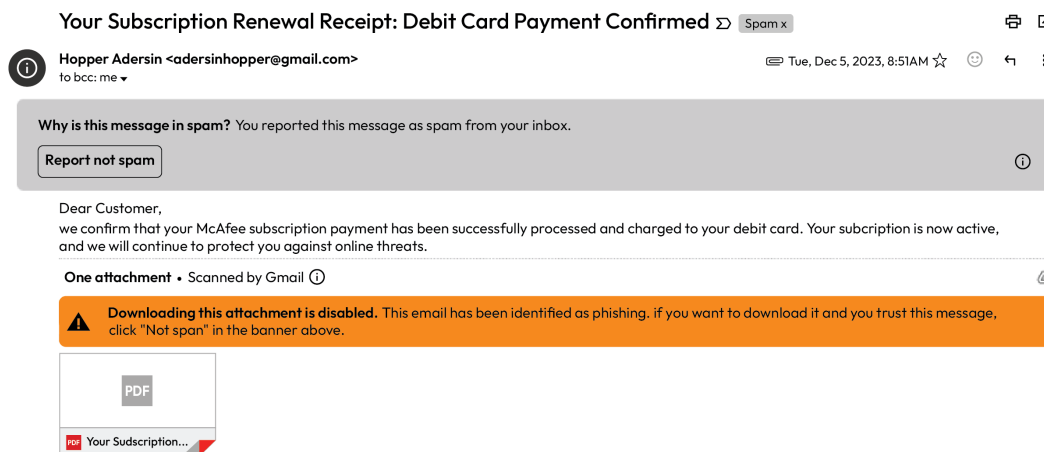 Your Subscription Renewal Receipt: Debit Card Payment Confirmed Spam x
Hopper Adersin <adersinhopper@gmail.com>
Tue, Dec 5, 2023, 8:51AM
to bcc: me
Why is this message in spam? You reported this message as spam from your inbox.
Report not spam
Dear Customer,
we confirm that your McAfee subscription payment has been successfully processed and charged to your debit card. Your subcription is now active,
and we will continue to protect you against online threats.
One attachment • Scanned by Gmail
Downloading this attachment is disabled. This email has been identified as phishing. if you want to download it and you trust this message,
click "Not span" in the banner above.
PDF
PDF Your Sudscription...